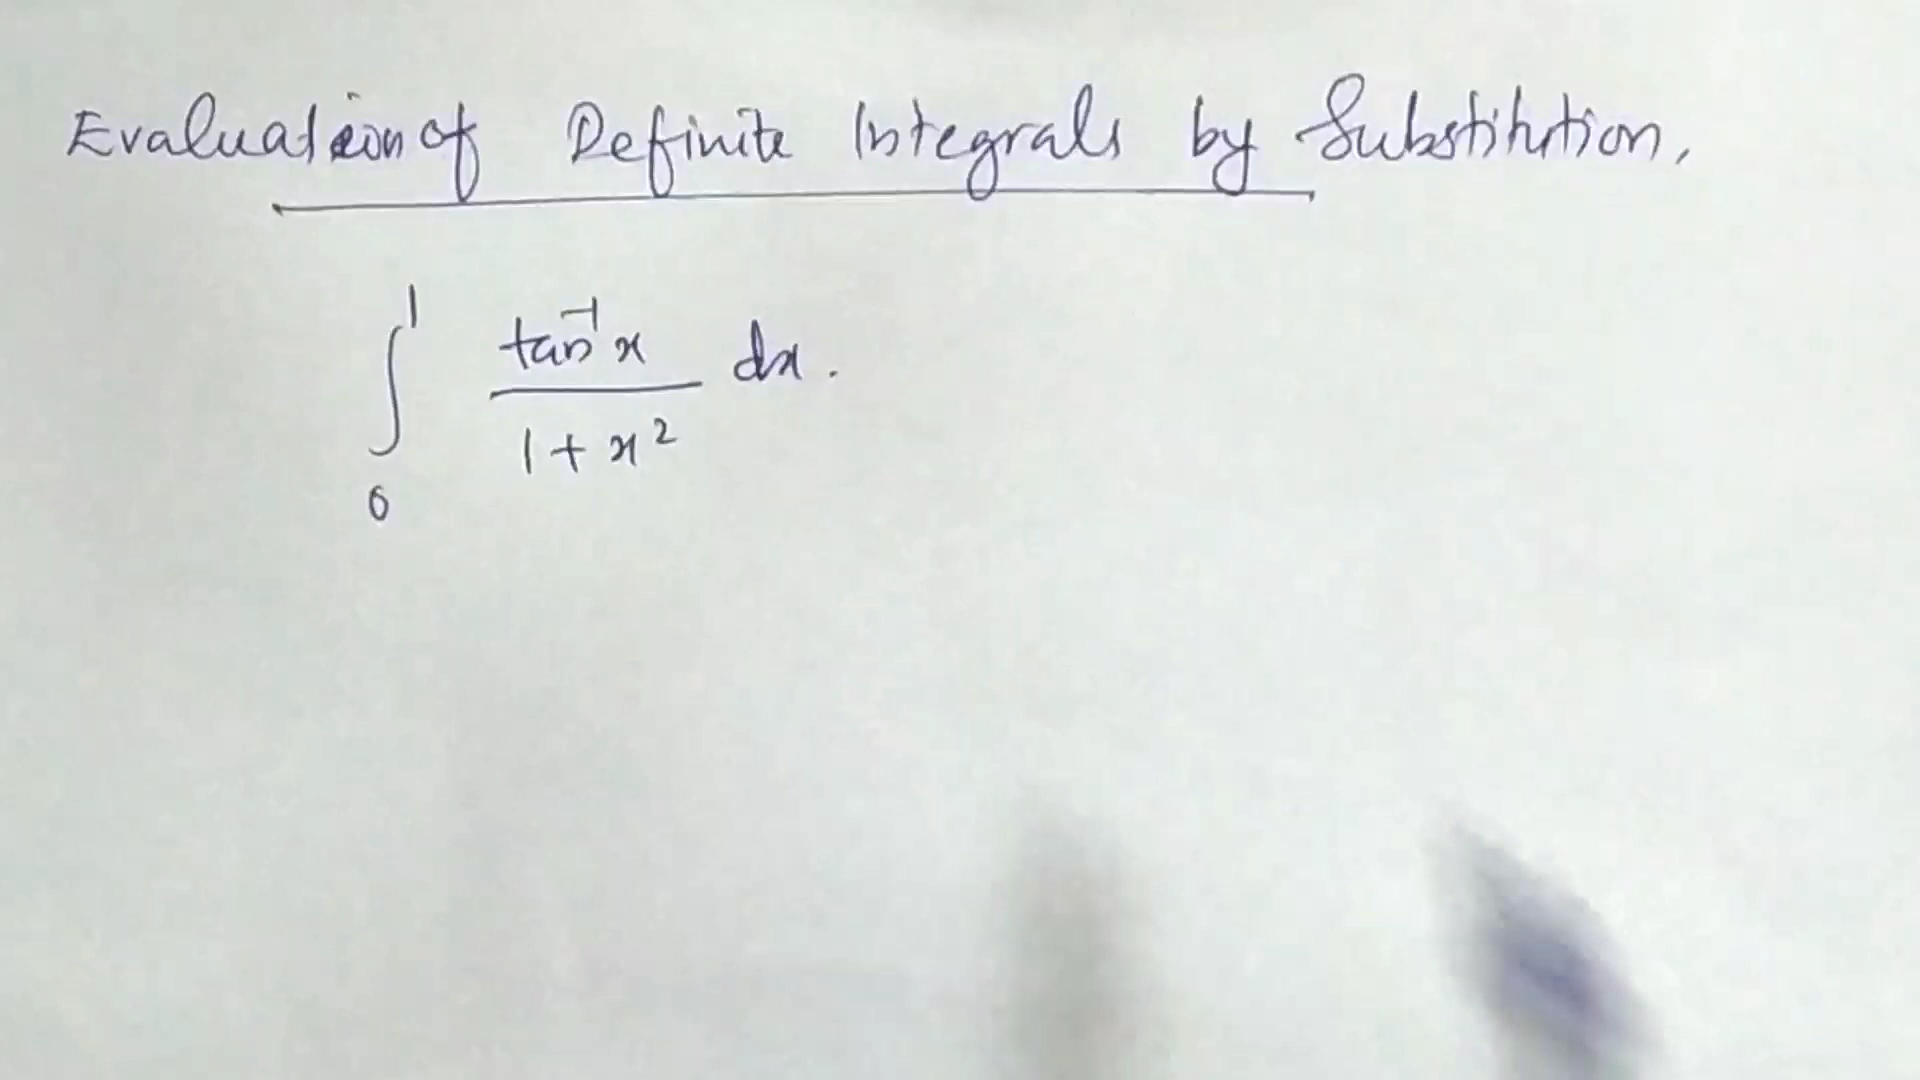 Evaluation of Definite Integrals by Substitution.
∫₀¹ tan⁻¹x / 1 + x² dx.